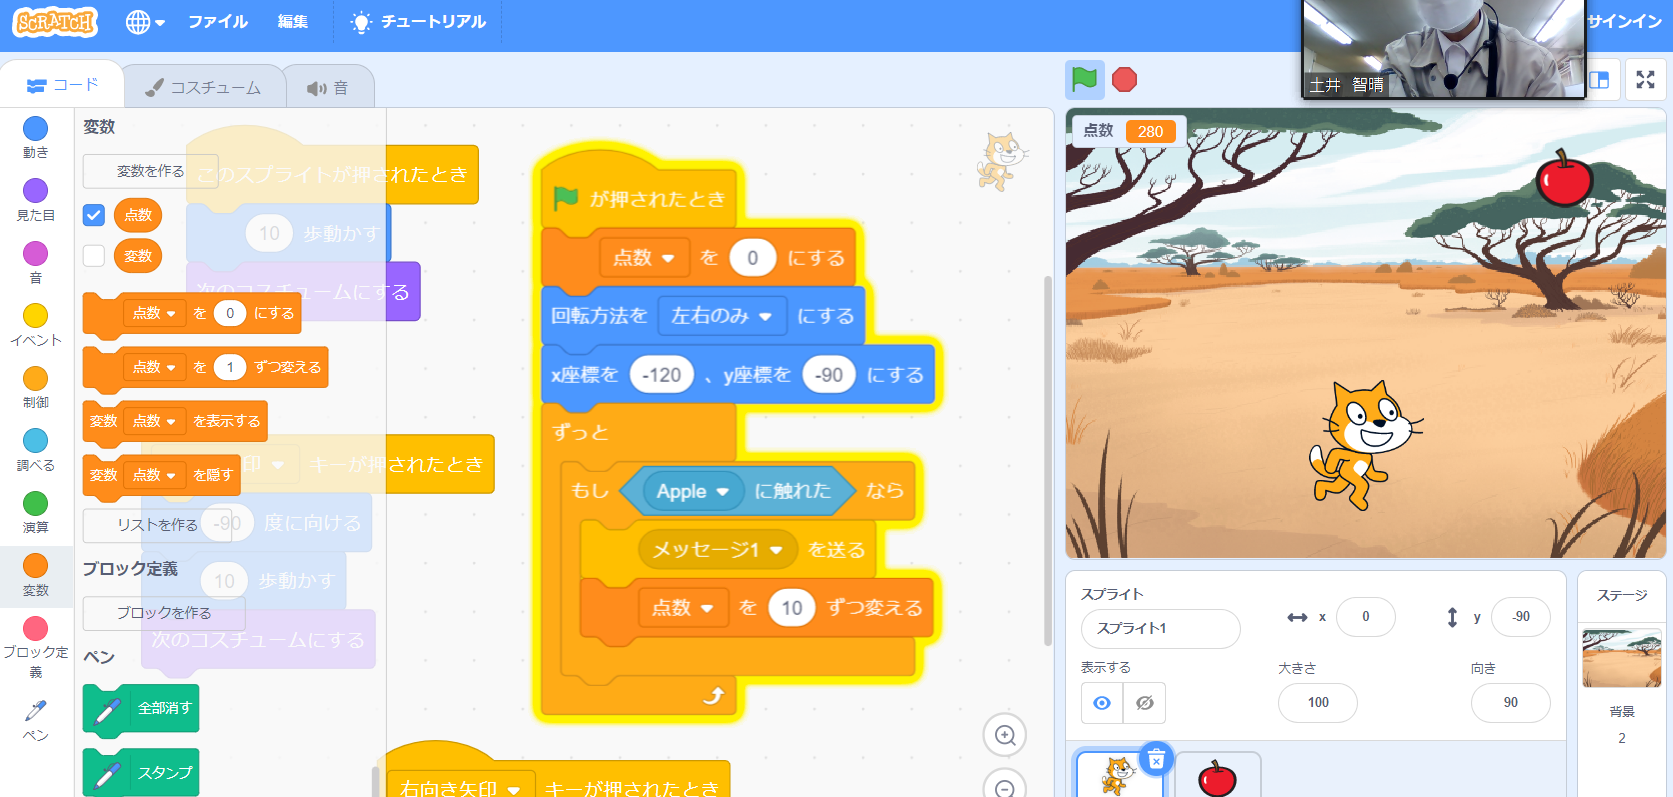 SCRATCH
ファイル
編集
チュートリアル
サインイン
土井 智晴
コード
コスチューム
音
動き
見た目
音
イベント
制御
調べる
演算
変数
ブロック定義
ペン
変数
変数を作る
点数
変数
点数 を 0 にする
点数 を 1 ずつ変える
変数 点数 を表示する
変数 点数 を隠す
リストを作る
ブロック定義
ブロックを作る
ペン
全部消す
スタンプ
このスプライトが押されたとき
10 歩動かす
次のコスチュームにする
印 キーが押されたとき
-90 度に向ける
10 歩動かす
次のコスチュームにする
が押されたとき
点数 を 0 にする
回転方法を 左右のみ にする
x座標を -120 、y座標を -90 にする
ずっと
もし Apple に触れた なら
メッセージ1 を送る
点数 を 10 ずつ変える
右向き矢印 キーが押されたとき
点数 280
スプライト
スプライト1
x 0
y -90
表示する
大きさ
100
向き
90
ステージ
背景
2